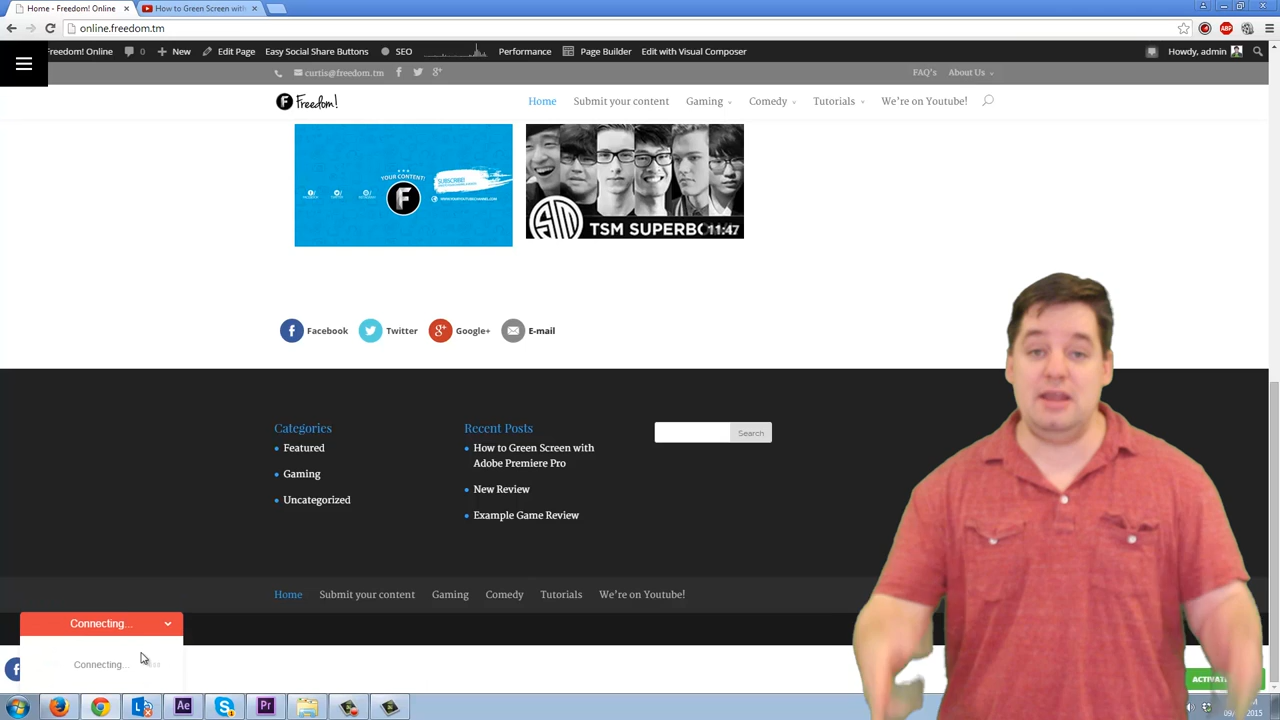 Home - Freedom! Online
How to Green Screen with
online.freedom.tm
ABP
Freedom! Online
0
New
Edit Page
Easy Social Share Buttons
SEO
Performance
Page Builder
Edit with Visual Composer
Howdy, admin
curtis@freedom.tm
FAQ's
About Us
Freedom!
Home
Submit your content
Gaming
Comedy
Tutorials
We're on Youtube!
YOUR CONTENT!
SUBSCRIBE!
TSM SUPERBO
11:47
Facebook
Twitter
Google+
E-mail
Categories
Featured
Gaming
Uncategorized
Recent Posts
How to Green Screen with
Adobe Premiere Pro
New Review
Example Game Review
Search
Home
Submit your content
Gaming
Comedy
Tutorials
We're on Youtube!
Connecting...
Connecting...